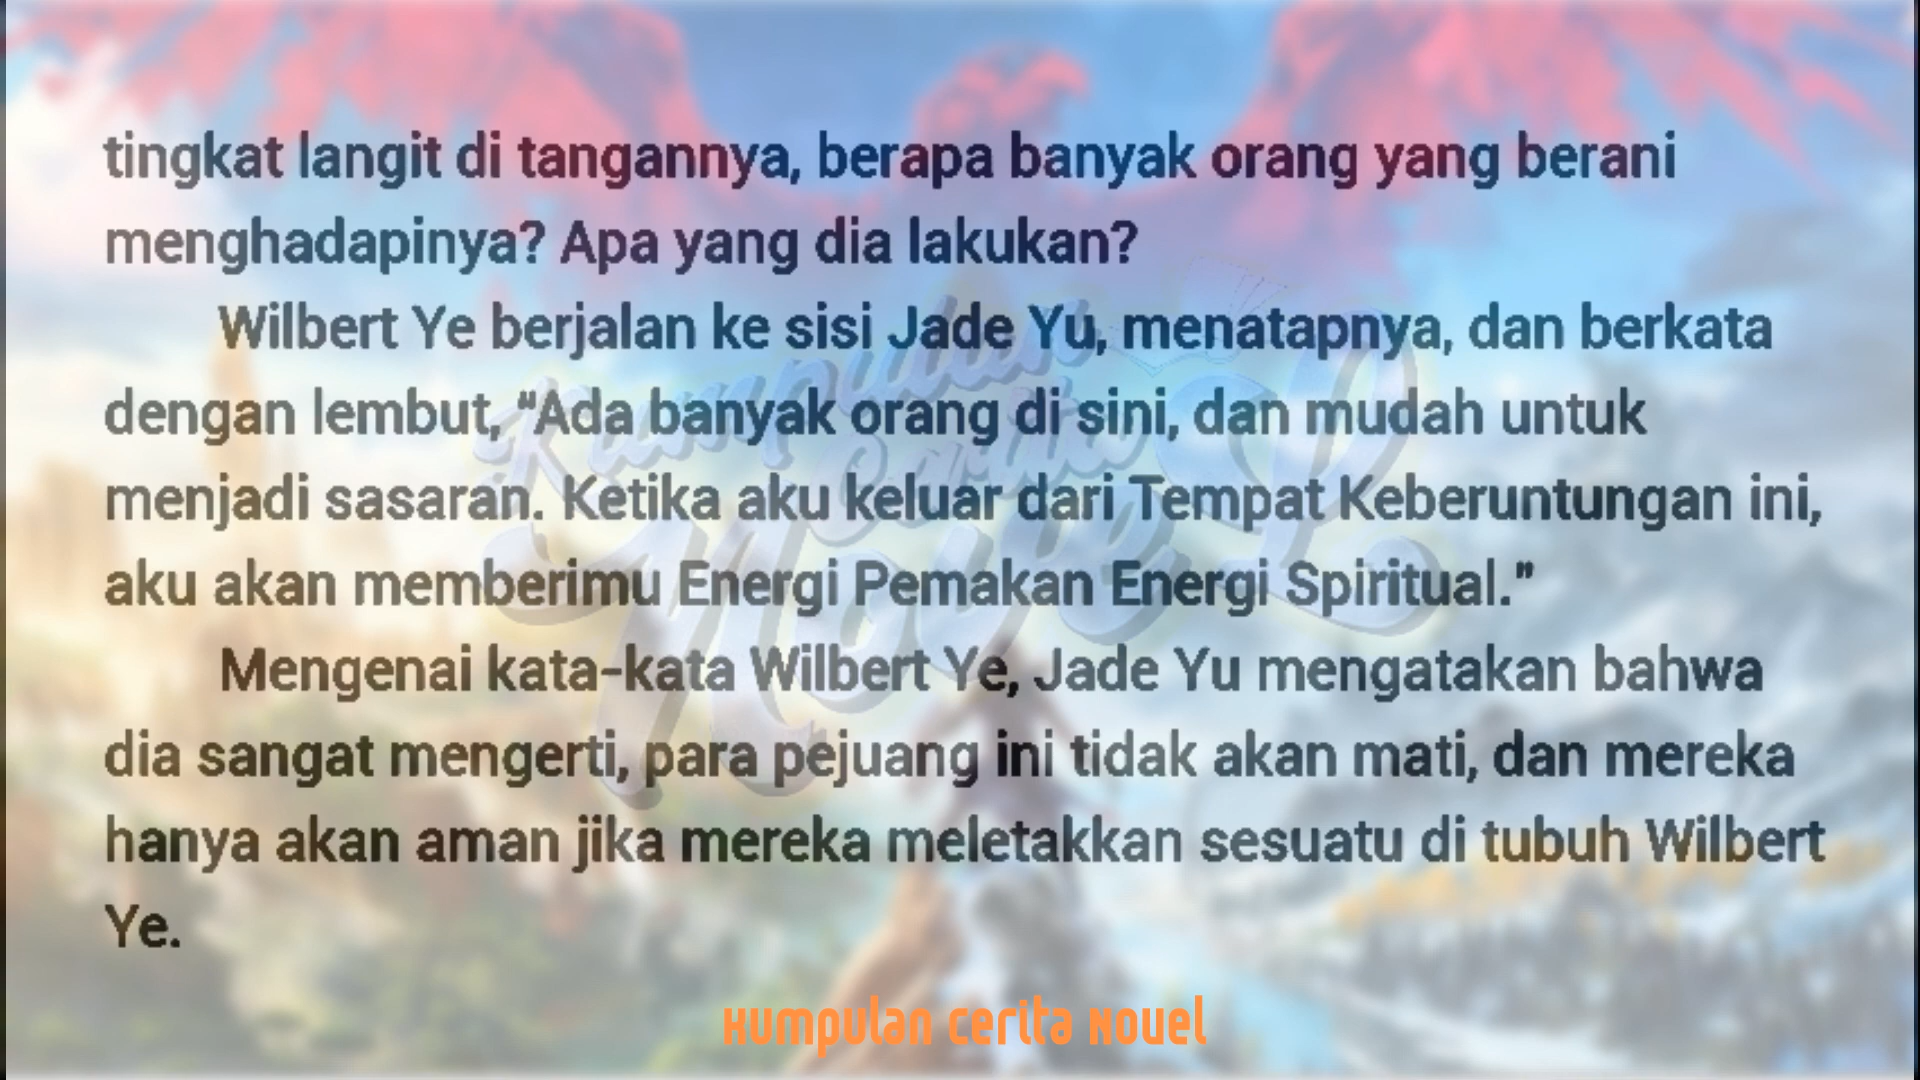 tingkat langit di tangannya, berapa banyak orang yang berani
menghadapinya? Apa yang dia lakukan?
Wilbert Ye berjalan ke sisi Jade Yu, menatapnya, dan berkata
dengan lembut, “Ada banyak orang di sini, dan mudah untuk
menjadi sasaran. Ketika aku keluar dari Tempat Keberuntungan ini,
aku akan memberimu Energi Pemakan Energi Spiritual.”
Mengenai kata-kata Wilbert Ye, Jade Yu mengatakan bahwa
dia sangat mengerti, para pejuang ini tidak akan mati, dan mereka
hanya akan aman jika mereka meletakkan sesuatu di tubuh Wilbert
Ye.
Kumpulan Cerita Novel
Kumpulan Cerita Novel